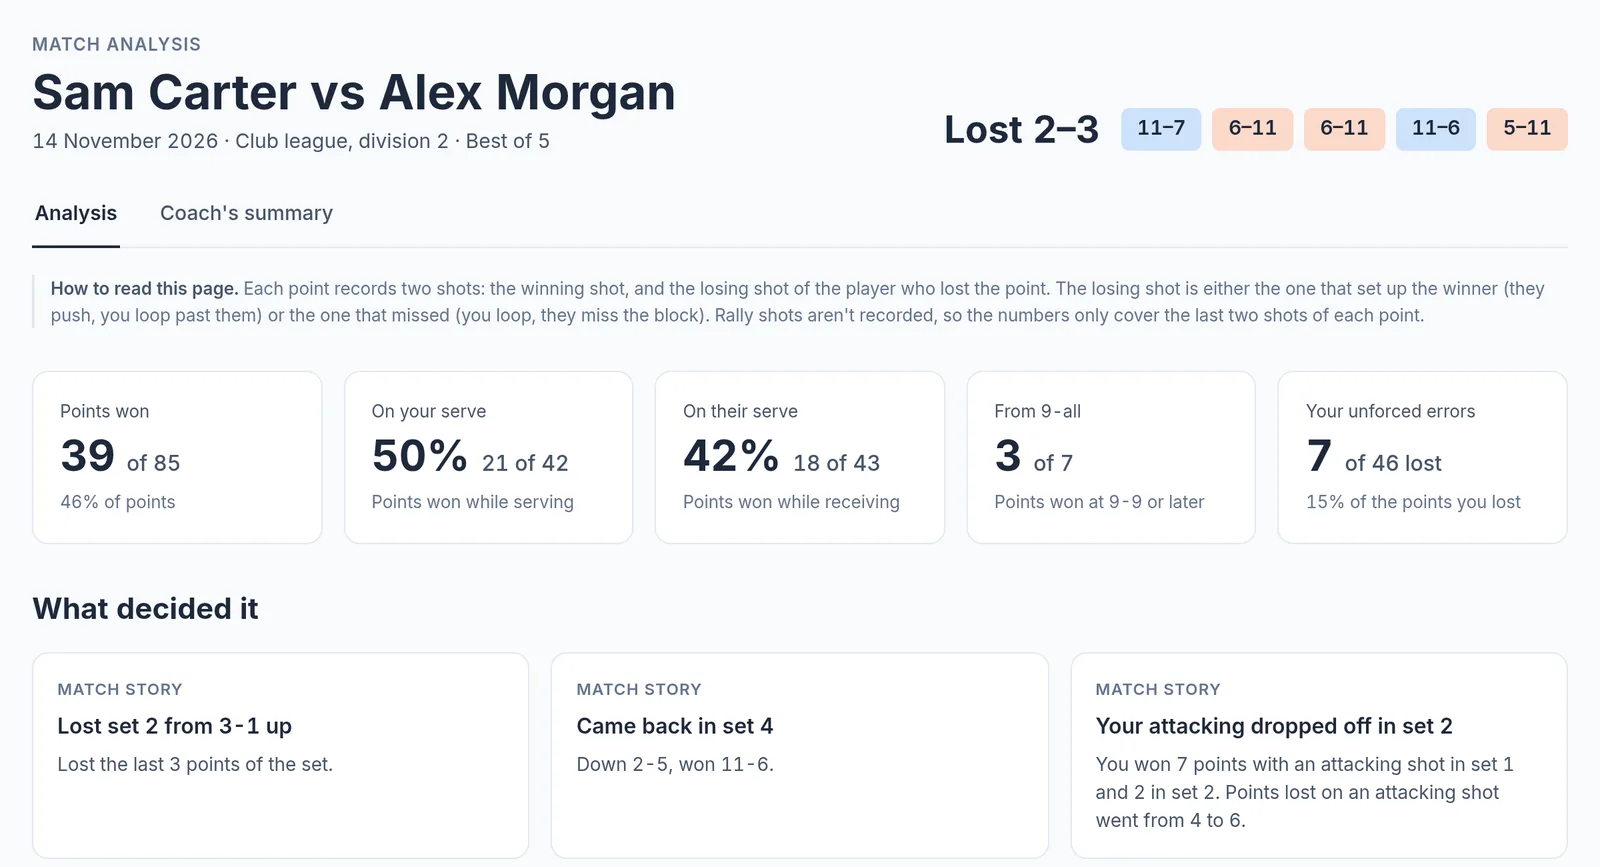 MATCH ANALYSIS
Sam Carter vs Alex Morgan
14 November 2026 · Club league, division 2 · Best of 5
Lost 2–3
11–7
6–11
6–11
11–6
5–11
Analysis
Coach's summary
How to read this page. Each point records two shots: the winning shot, and the losing shot of the player who lost the point. The losing shot is either the one that set up the winner (they
push, you loop past them) or the one that missed (you loop, they miss the block). Rally shots aren't recorded, so the numbers only cover the last two shots of each point.
Points won
39 of 85
46% of points
On your serve
50% 21 of 42
Points won while serving
On their serve
42% 18 of 43
Points won while receiving
From 9-all
3 of 7
Points won at 9-9 or later
Your unforced errors
7 of 46 lost
15% of the points you lost
What decided it
MATCH STORY
Lost set 2 from 3-1 up
Lost the last 3 points of the set.
MATCH STORY
Came back in set 4
Down 2-5, won 11-6.
MATCH STORY
Your attacking dropped off in set 2
You won 7 points with an attacking shot in set 1
and 2 in set 2. Points lost on an attacking shot
went from 4 to 6.